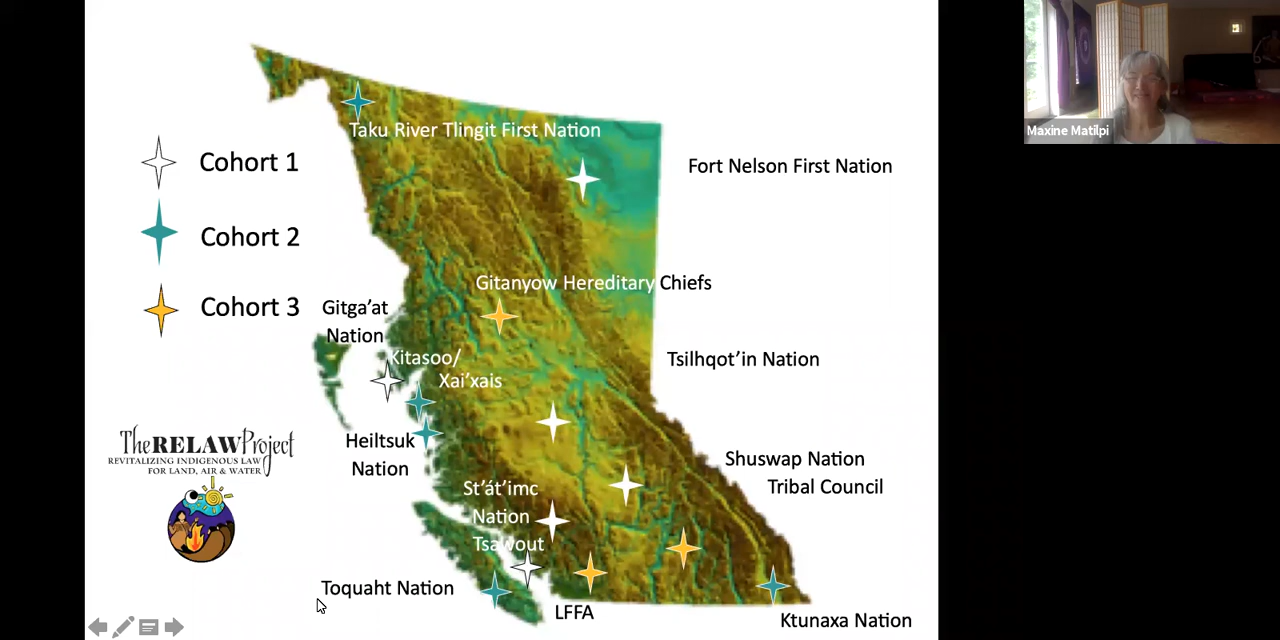 Taku River Tlingit First Nation
Cohort 1
Fort Nelson First Nation
Cohort 2
Gitanyow Hereditary Chiefs
Cohort 3
Gitga’at
Nation
Kitasoo/
Xai’xais
Tsilhqot’in Nation
The RELAW Project
REVITALIZING INDIGENOUS LAW
FOR LAND, AIR & WATER
Heiltsuk
Nation
Shuswap Nation
Tribal Council
St’át’imc
Nation
Tsawout
Toquaht Nation
LFFA
Ktunaxa Nation
Maxine Matilpi